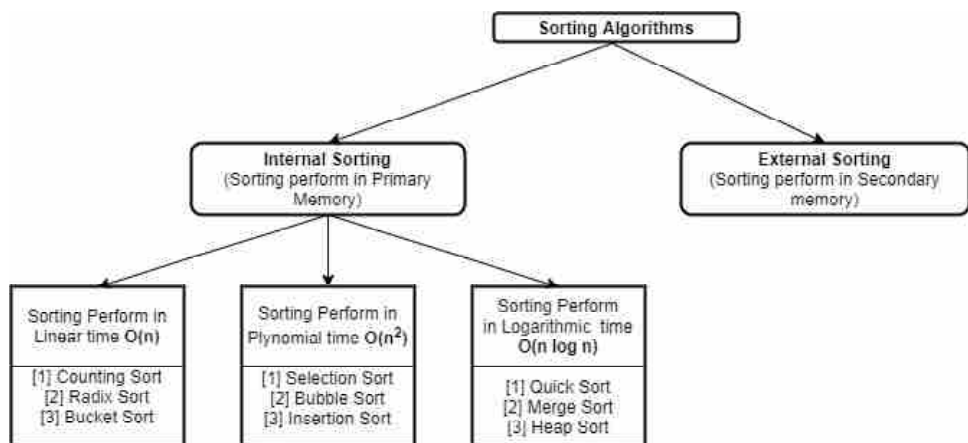 Sorting Algorithms
Internal Sorting
(Sorting perform in Primary
Memory)
External Sorting
(Sorting perform in Secondary
memory)
Sorting Perform in
Linear time O(n)
[1] Counting Sort
[2] Radix Sort
[3] Bucket Sort
Sorting Perform in
Plynomial time O(n²)
[1] Selection Sort
[2] Bubble Sort
[3] Insertion Sort
Sorting Perform
in Logarithmic time
O(n log n)
[1] Quick Sort
[2] Merge Sort
[3] Heap Sort